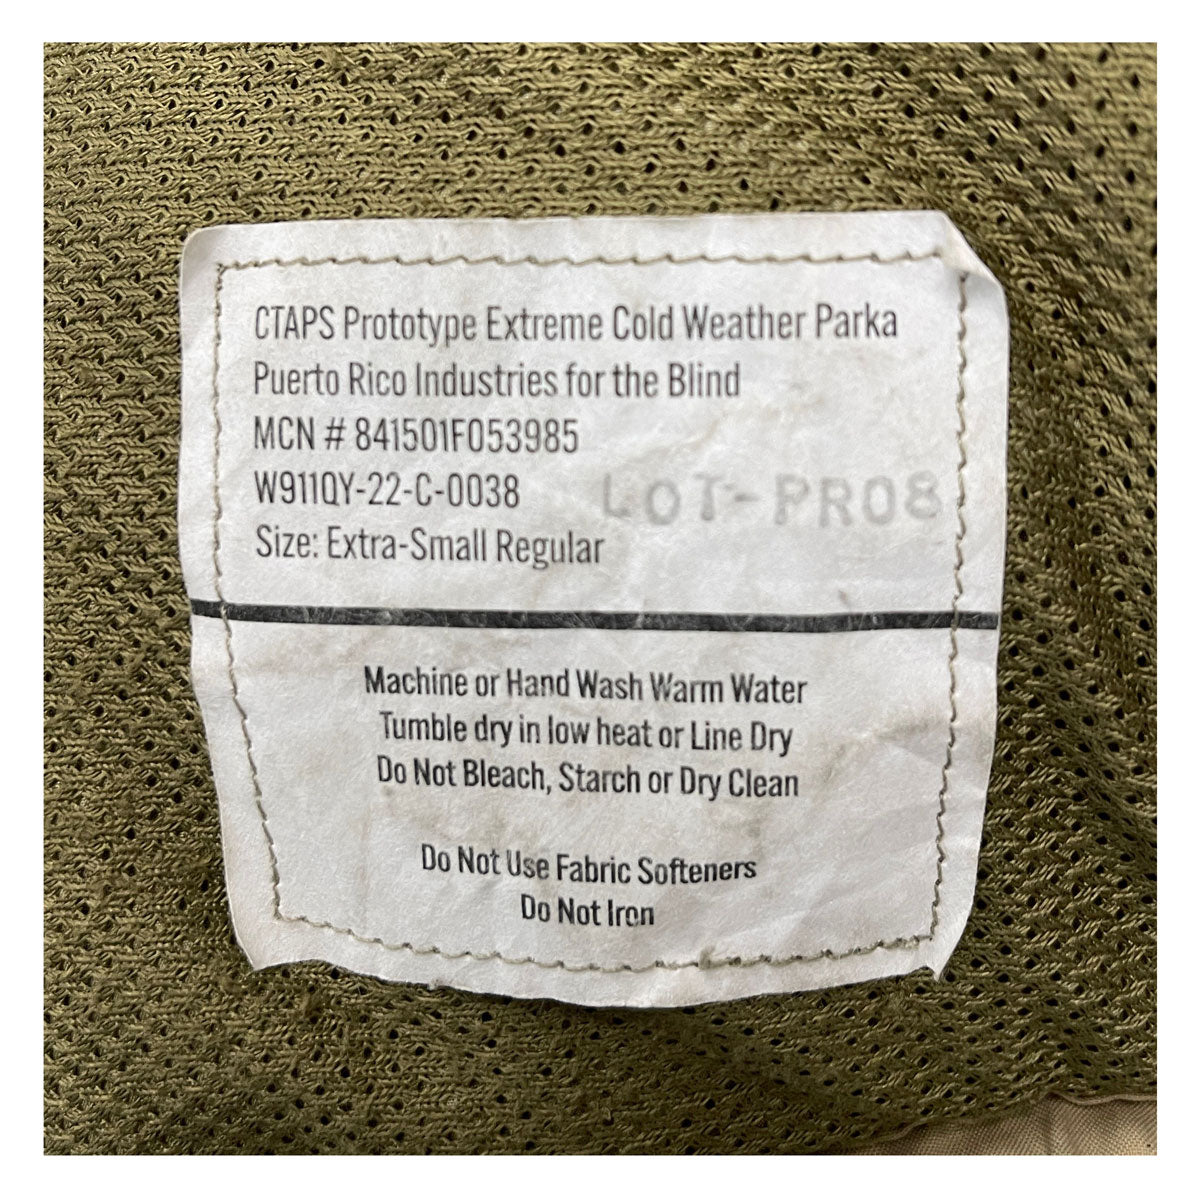 CTAPS Prototype Extreme Cold Weather Parka
Puerto Rico Industries for the Blind
MCN # 841501F053985
W911QY-22-C-0038 LOT-PR08
Size: Extra-Small Regular
Machine or Hand Wash Warm Water
Tumble dry in low heat or Line Dry
Do Not Bleach, Starch or Dry Clean
Do Not Use Fabric Softeners
Do Not Iron